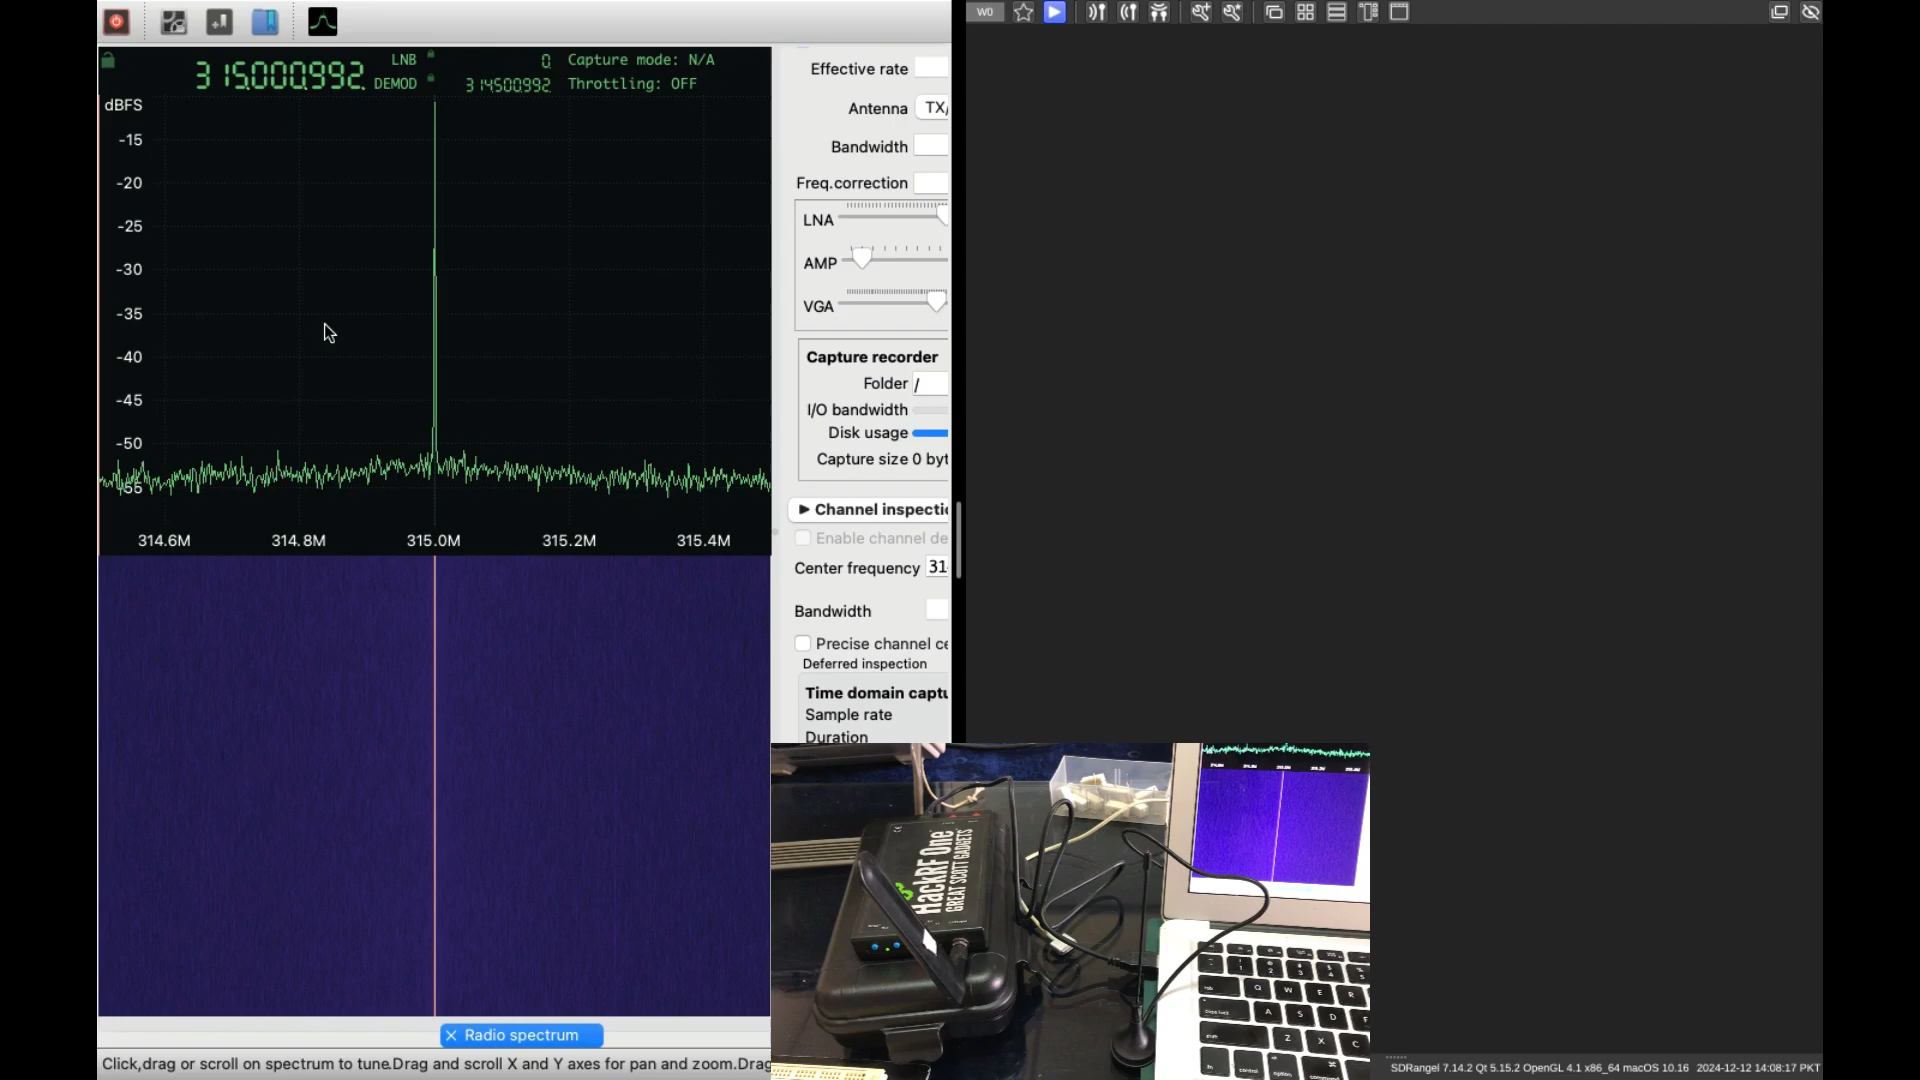 315.000.992.
LNB
0.
Capture mode: N/A
DEMOD
314500.992
Throttling: OFF
dBFS
-15
-20
-25
-30
-35
-40
-45
-50
-55
314.6M
314.8M
315.0M
315.2M
315.4M
Radio spectrum
Click,drag or scroll on spectrum to tune.Drag and scroll X and Y axes for pan and zoom.Drag
Effective rate
Antenna
TX/
Bandwidth
Freq.correction
LNA
AMP
VGA
Capture recorder
Folder /
I/O bandwidth
Disk usage
Capture size 0 byt
Channel inspectic
Enable channel de
Center frequency 31
Bandwidth
Precise channel ce
Deferred inspection
Time domain captu
Sample rate
Duration
W0
HackRF One
GREAT SCOTT GADGETS
SDRangel 7.14.2 Qt 5.15.2 OpenGL 4.1 x86_64 macOS 10.16 2024-12-12 14:08:17 PKT